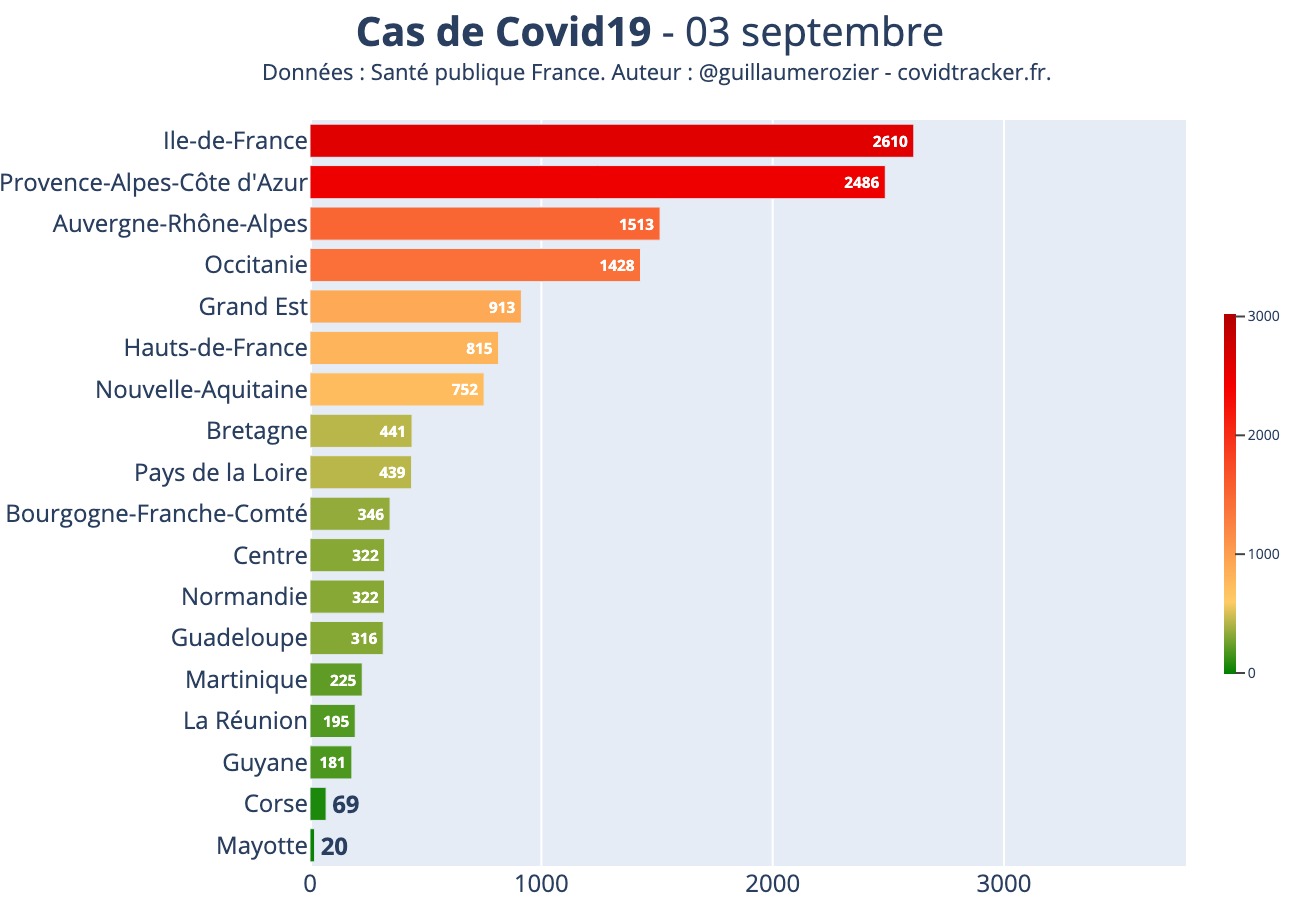 Cas de Covid19 - 03 septembre
Données : Santé publique France. Auteur : @guillaumerozier - covidtracker.fr.
Ile-de-France 2610
Provence-Alpes-Côte d'Azur 2486
Auvergne-Rhône-Alpes 1513
Occitanie 1428
Grand Est 913
Hauts-de-France 815
Nouvelle-Aquitaine 752
Bretagne 441
Pays de la Loire 439
Bourgogne-Franche-Comté 346
Centre 322
Normandie 322
Guadeloupe 316
Martinique 225
La Réunion 195
Guyane 181
Corse 69
Mayotte 20
0 1000 2000 3000
3000
2000
1000
0